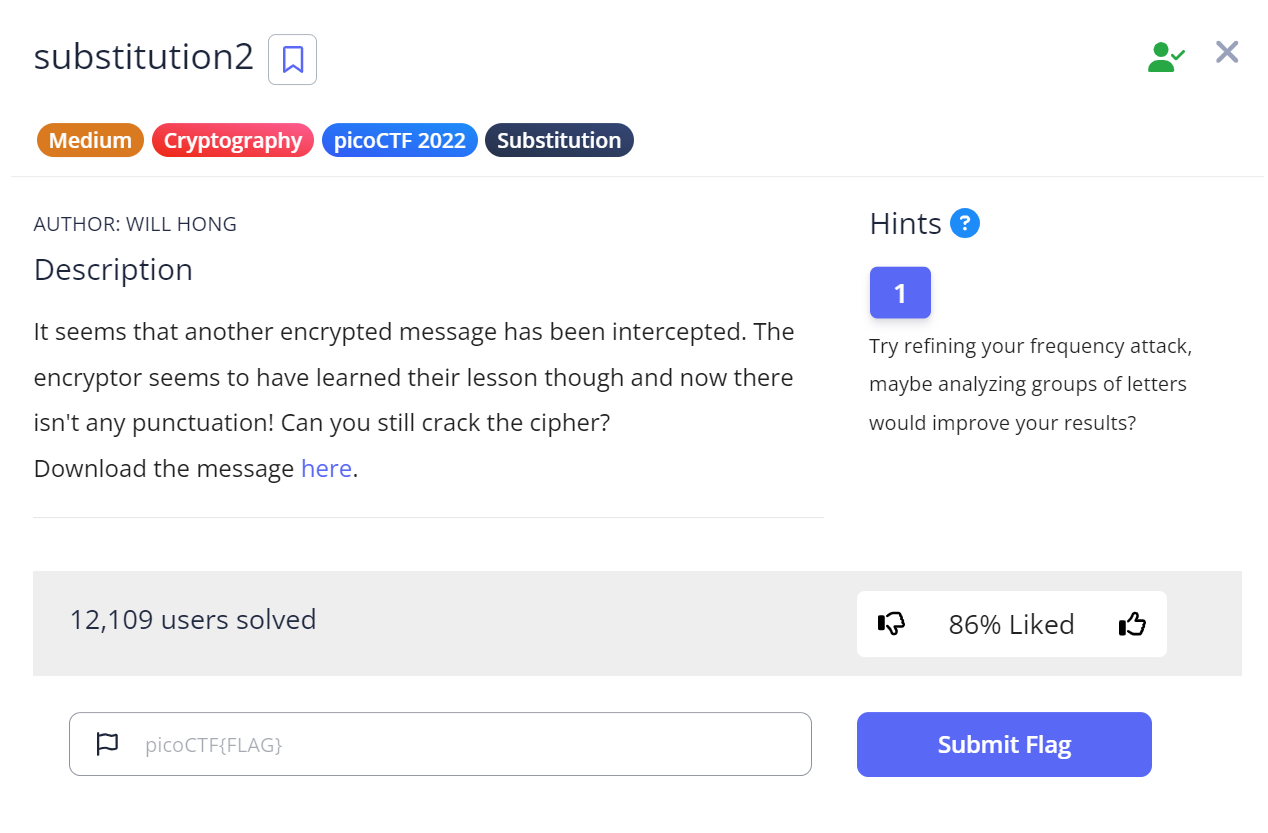 substitution2
Medium Cryptography picoCTF 2022 Substitution
AUTHOR: WILL HONG
Description
It seems that another encrypted message has been intercepted. The
encryptor seems to have learned their lesson though and now there
isn't any punctuation! Can you still crack the cipher?
Download the message here.
Hints ?
1
Try refining your frequency attack,
maybe analyzing groups of letters
would improve your results?
12,109 users solved
86% Liked
picoCTF{FLAG}
Submit Flag